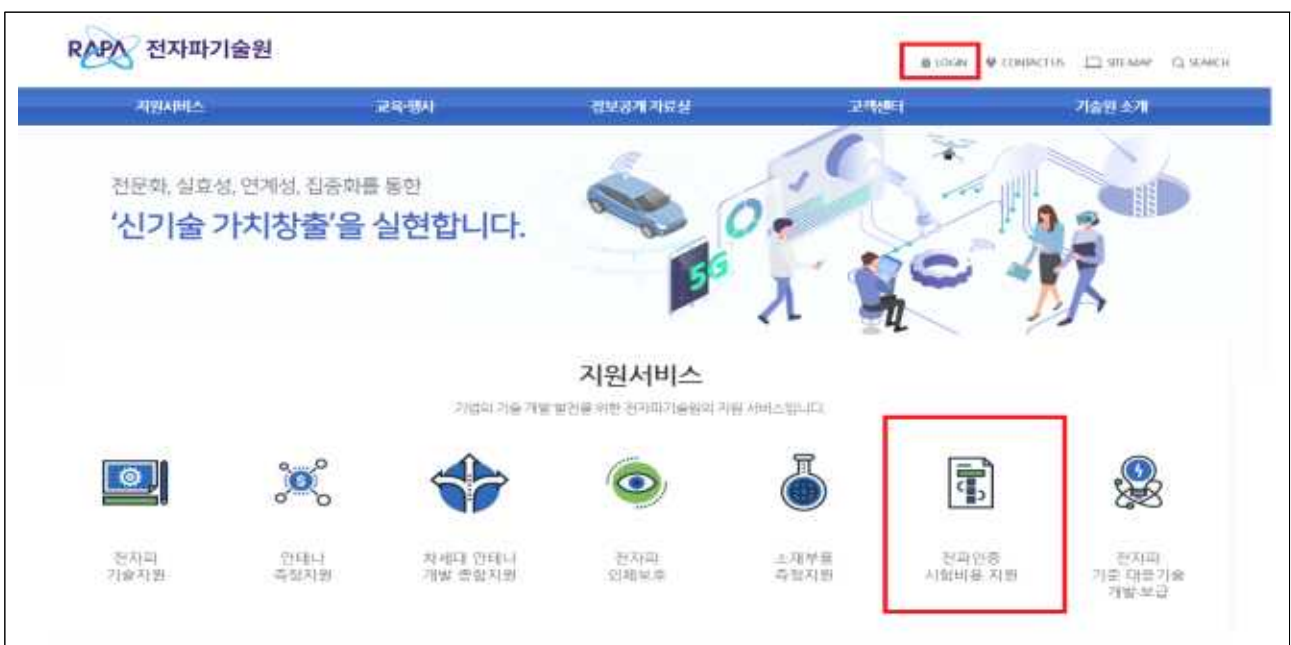 RAPA 전자파기술원
LOGIN CONTACT US SITE MAP SEARCH
지원서비스 교육·행사 정보공개 자료실 고객센터 기술원 소개
전문화, 실효성, 연계성, 집중화를 통한
'신기술 가치창출'을 실현합니다.
5G
지원서비스
기업의 기술 개발 발전을 위한 전자파기술원의 지원 서비스입니다.
전자파
기술지원
안테나
측정지원
차세대 안테나
개발 종합지원
전자파
인체보호
소재부품
측정지원
전파인증
시험비용 지원
전자파
기준 대응기술
개발·보급